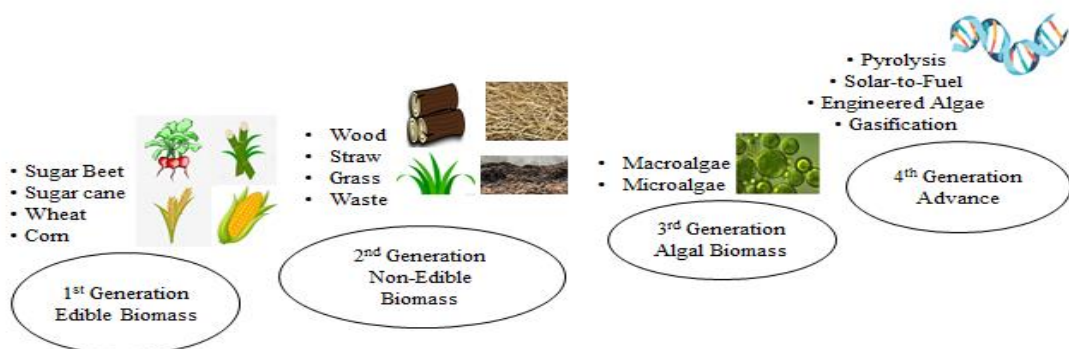 • Sugar Beet
• Sugar cane
• Wheat
• Corn
1st Generation
Edible Biomass
• Wood
• Straw
• Grass
• Waste
2nd Generation
Non-Edible
Biomass
• Macroalgae
• Microalgae
3rd Generation
Algal Biomass
• Pyrolysis
• Solar-to-Fuel
• Engineered Algae
• Gasification
4th Generation
Advance